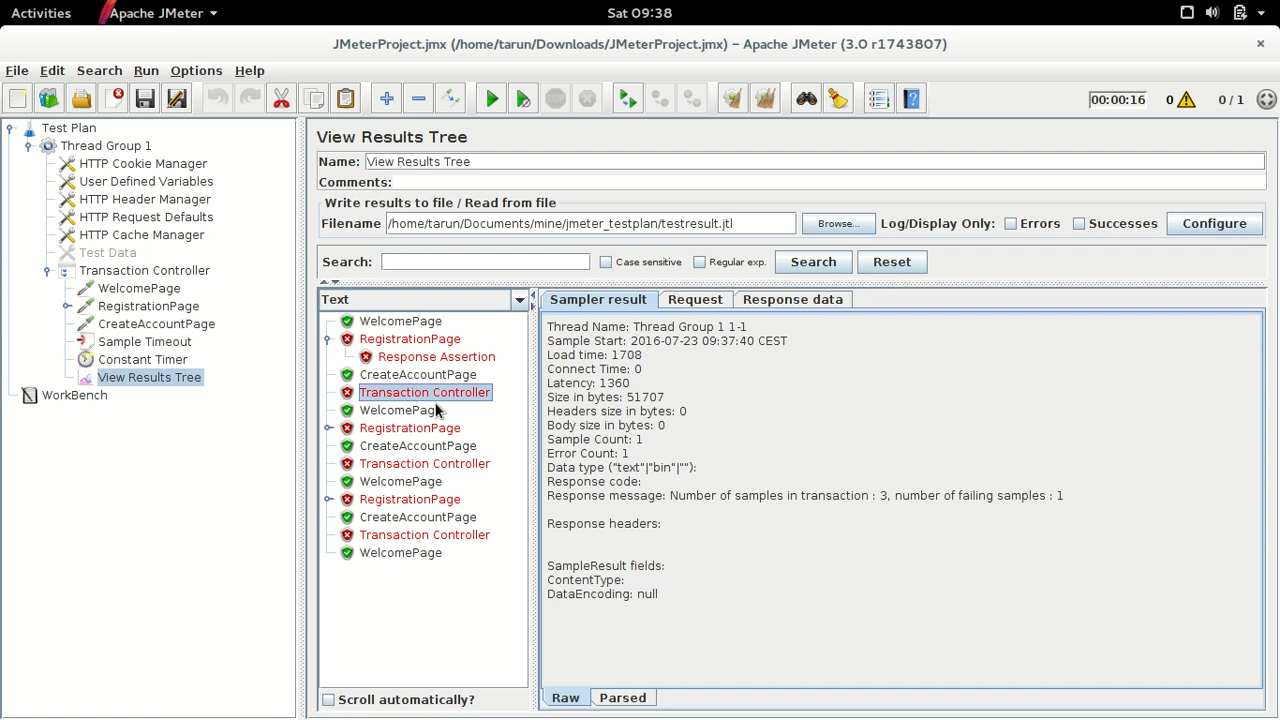 Activities Apache JMeter Sat 09:38
JMeterProject.jmx (/home/tarun/Downloads/JMeterProject.jmx) – Apache JMeter (3.0 r1743807)
File Edit Search Run Options Help
00:00:16 0 0 / 1
Test Plan
Thread Group 1
HTTP Cookie Manager
User Defined Variables
HTTP Header Manager
HTTP Request Defaults
HTTP Cache Manager
Test Data
Transaction Controller
WelcomePage
RegistrationPage
CreateAccountPage
Sample Timeout
Constant Timer
View Results Tree
WorkBench
View Results Tree
Name: View Results Tree
Comments:
Write results to file / Read from file
Filename /home/tarun/Documents/mine/jmeter_testplan/testresult.jtl Browse... Log/Display Only: Errors Successes Configure
Search: Case sensitive Regular exp. Search Reset
Text
WelcomePage
RegistrationPage
Response Assertion
CreateAccountPage
Transaction Controller
WelcomePage
RegistrationPage
CreateAccountPage
Transaction Controller
WelcomePage
RegistrationPage
CreateAccountPage
Transaction Controller
WelcomePage
Scroll automatically?
Sampler result Request Response data
Thread Name: Thread Group 1 1-1
Sample Start: 2016-07-23 09:37:40 CEST
Load time: 1708
Connect Time: 0
Latency: 1360
Size in bytes: 51707
Headers size in bytes: 0
Body size in bytes: 0
Sample Count: 1
Error Count: 1
Data type ("text"|"bin"|""):
Response code:
Response message: Number of samples in transaction : 3, number of failing samples : 1
Response headers:
SampleResult fields:
ContentType:
DataEncoding: null
Raw Parsed